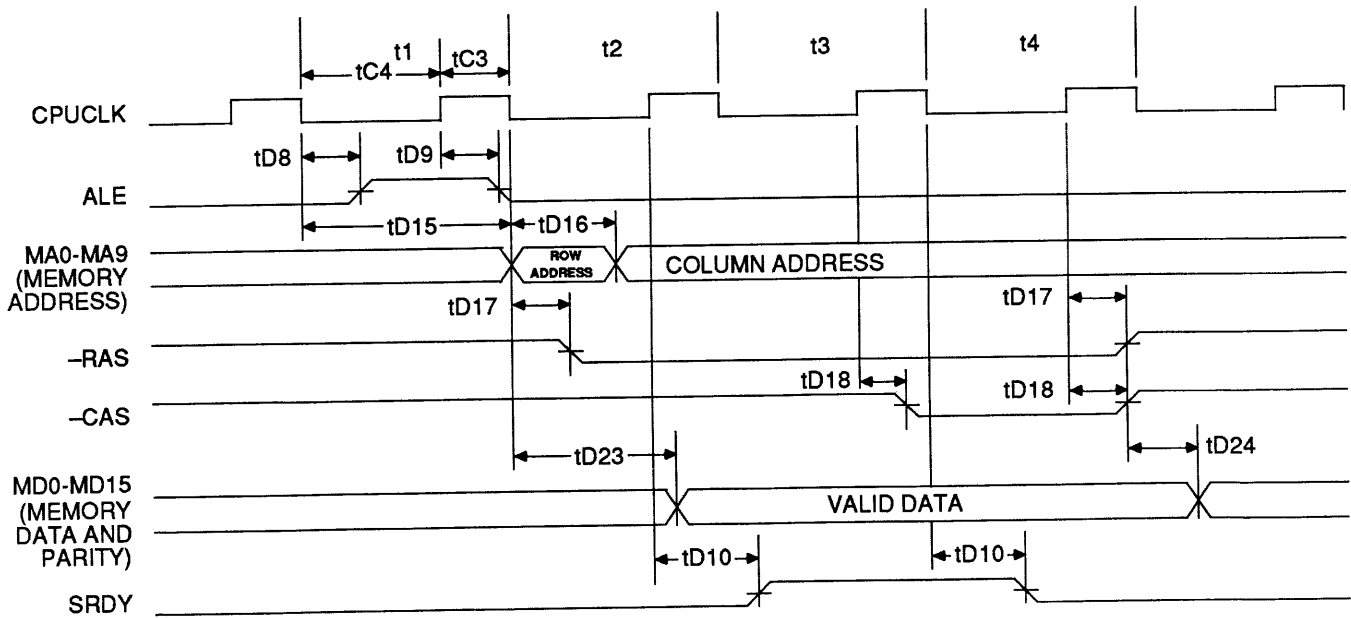 t1
t2
t3
t4
tC4
tC3
CPUCLK
tD8
tD9
ALE
tD15
tD16
MA0-MA9
(MEMORY
ADDRESS)
ROW
ADDRESS
COLUMN ADDRESS
tD17
tD17
–RAS
tD18
tD18
–CAS
tD23
tD24
MD0-MD15
(MEMORY
DATA AND
PARITY)
VALID DATA
tD10
tD10
SRDY